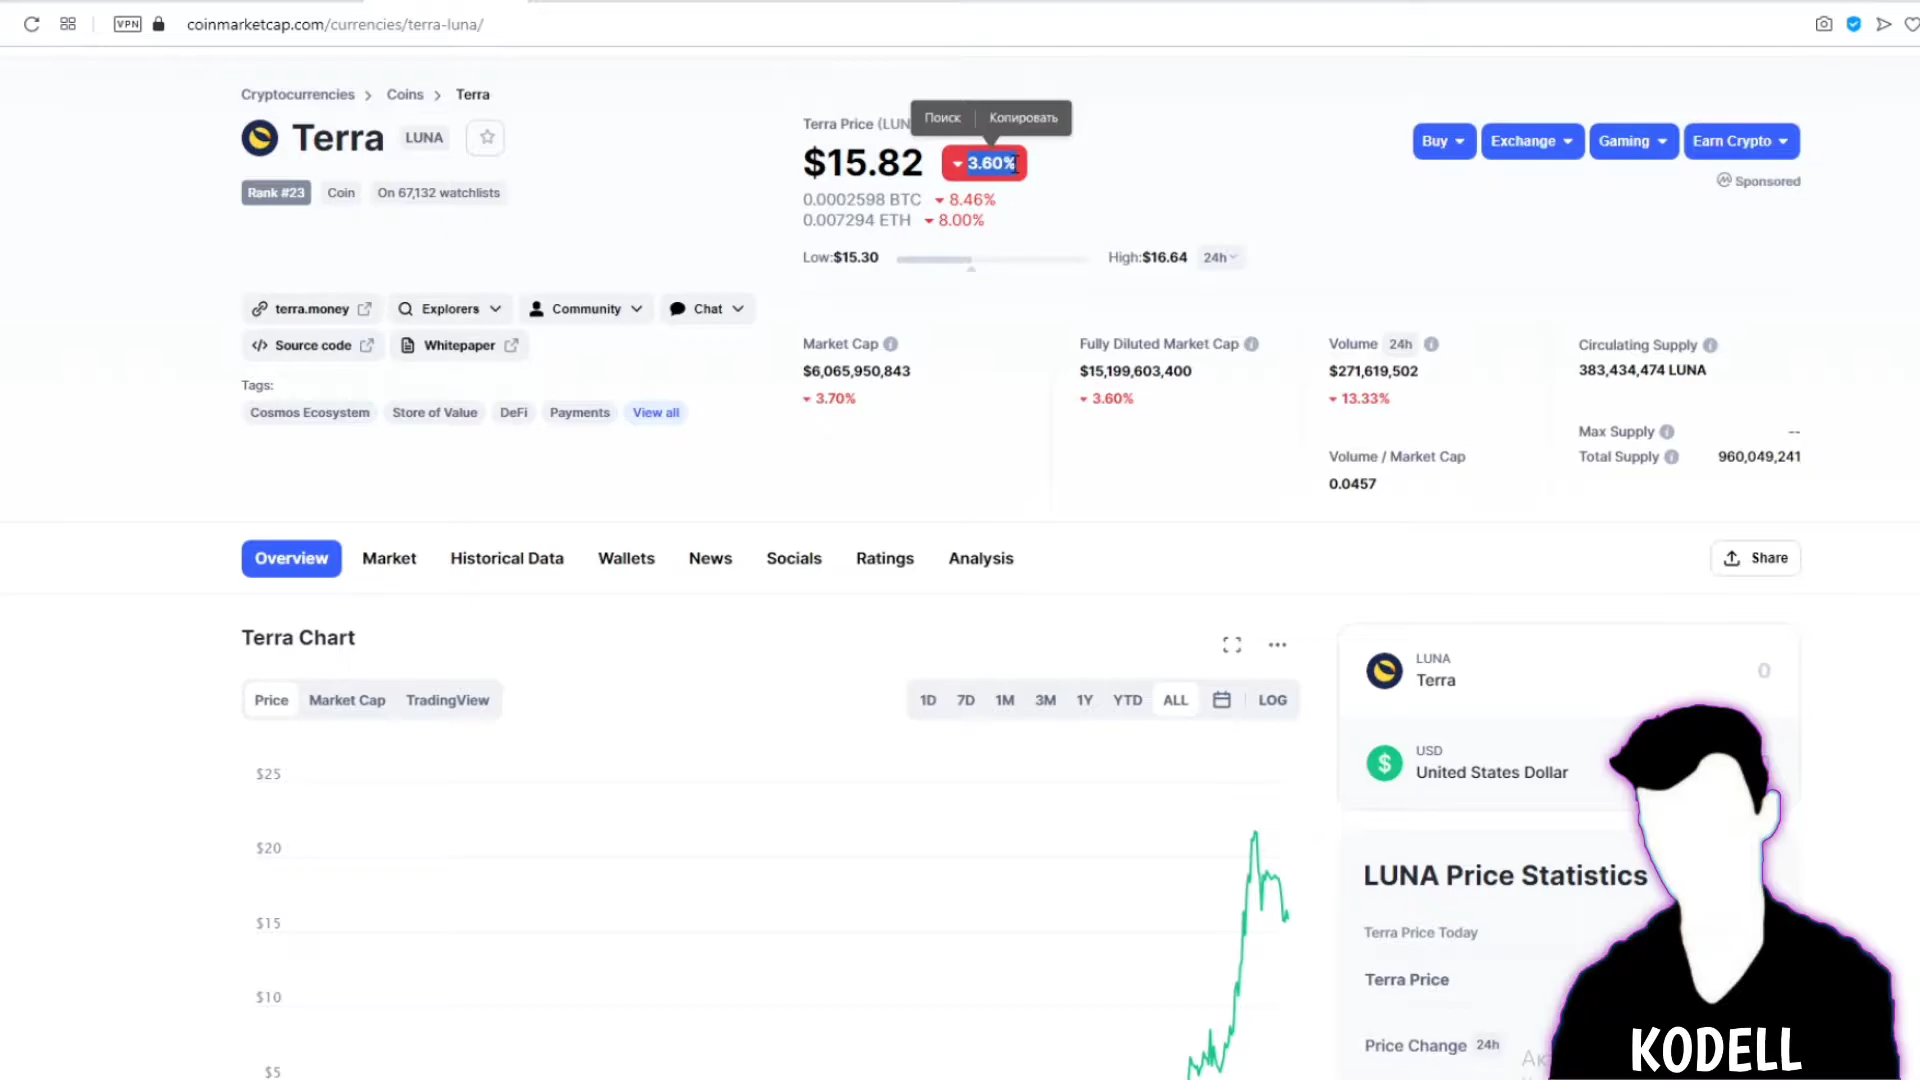 VPN coinmarketcap.com/currencies/terra-luna/
Cryptocurrencies > Coins > Terra
Terra LUNA
Rank #23 Coin On 67,132 watchlists
Terra Price (LUN
Поиск Копировать
$15.82 3.60%
0.0002598 BTC 8.46%
0.007294 ETH 8.00%
Low:$15.30 High:$16.64 24h
Buy Exchange Gaming Earn Crypto
Sponsored
terra.money Explorers Community Chat
Source code Whitepaper
Tags:
Cosmos Ecosystem Store of Value DeFi Payments View all
Market Cap
$6,065,950,843
3.70%
Fully Diluted Market Cap
$15,199,603,400
3.60%
Volume 24h
$271,619,502
13.33%
Volume / Market Cap
0.0457
Circulating Supply
383,434,474 LUNA
Max Supply --
Total Supply 960,049,241
Overview Market Historical Data Wallets News Socials Ratings Analysis
Share
Terra Chart
Price Market Cap TradingView
1D 7D 1M 3M 1Y YTD ALL LOG
$25
$20
$15
$10
$5
LUNA
Terra 0
USD
United States Dollar
LUNA Price Statistics
Terra Price Today
Terra Price
Price Change 24h
KODELL